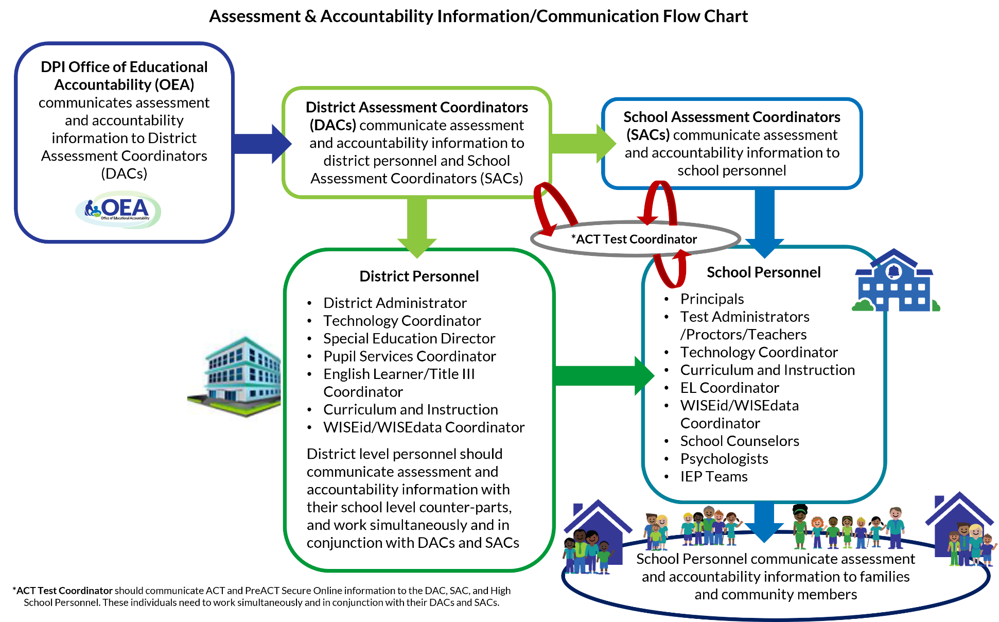 Assessment & Accountability Information/Communication Flow Chart
DPI Office of Educational
Accountability (OEA)
communicates assessment
and accountability
information to District
Assessment Coordinators
(DACs)
OEA
Office of Educational Accountability
District Assessment Coordinators
(DACs) communicate assessment
and accountability information to
district personnel and School
Assessment Coordinators (SACs)
School Assessment Coordinators
(SACs) communicate assessment
and accountability information to
school personnel
*ACT Test Coordinator
District Personnel
• District Administrator
• Technology Coordinator
• Special Education Director
• Pupil Services Coordinator
• English Learner/Title III
Coordinator
• Curriculum and Instruction
• WISEid/WISEdata Coordinator
District level personnel should
communicate assessment and
accountability information with
their school level counter-parts,
and work simultaneously and in
conjunction with DACs and SACs
School Personnel
• Principals
• Test Administrators
/Proctors/Teachers
• Technology Coordinator
• Curriculum and Instruction
• EL Coordinator
• WISEid/WISEdata
Coordinator
• School Counselors
• Psychologists
• IEP Teams
School Personnel communicate assessment
and accountability information to families
and community members
*ACT Test Coordinator should communicate ACT and PreACT Secure Online information to the DAC, SAC, and High
School Personnel. These individuals need to work simultaneously and in conjunction with their DACs and SACs.